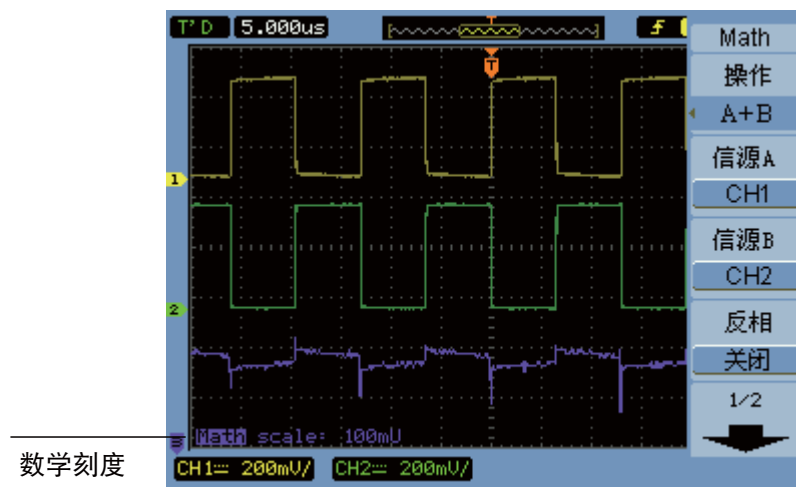 T’D 5.000us
T
Math
操作
A+B
信源A
CH1
信源B
CH2
反相
关闭
1/2
1
2
Math scale: 100mU
CH1 200mV/ CH2 200mV/
数学刻度